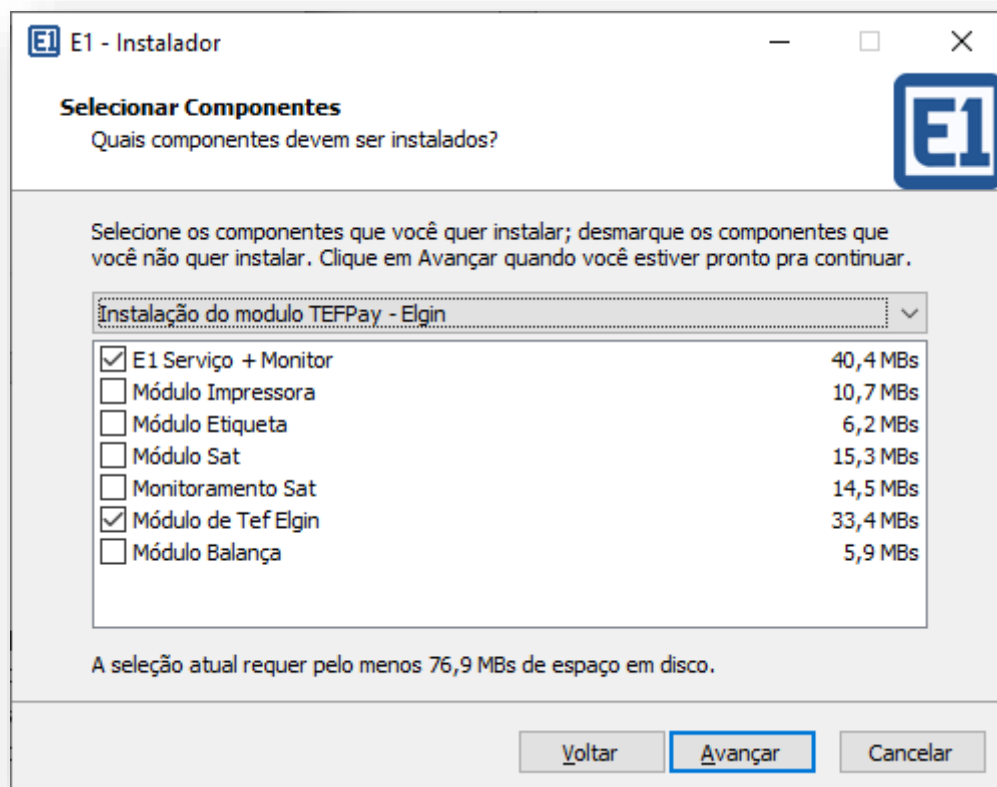 E1 E1 - Instalador
Selecionar Componentes
Quais componentes devem ser instalados?
E1
Selecione os componentes que você quer instalar; desmarque os componentes que
você não quer instalar. Clique em Avançar quando você estiver pronto pra continuar.
Instalação do modulo TEFPay - Elgin
E1 Serviço + Monitor 40,4 MBs
Módulo Impressora 10,7 MBs
Módulo Etiqueta 6,2 MBs
Módulo Sat 15,3 MBs
Monitoramento Sat 14,5 MBs
Módulo de Tef Elgin 33,4 MBs
Módulo Balança 5,9 MBs
A seleção atual requer pelo menos 76,9 MBs de espaço em disco.
Voltar Avançar Cancelar